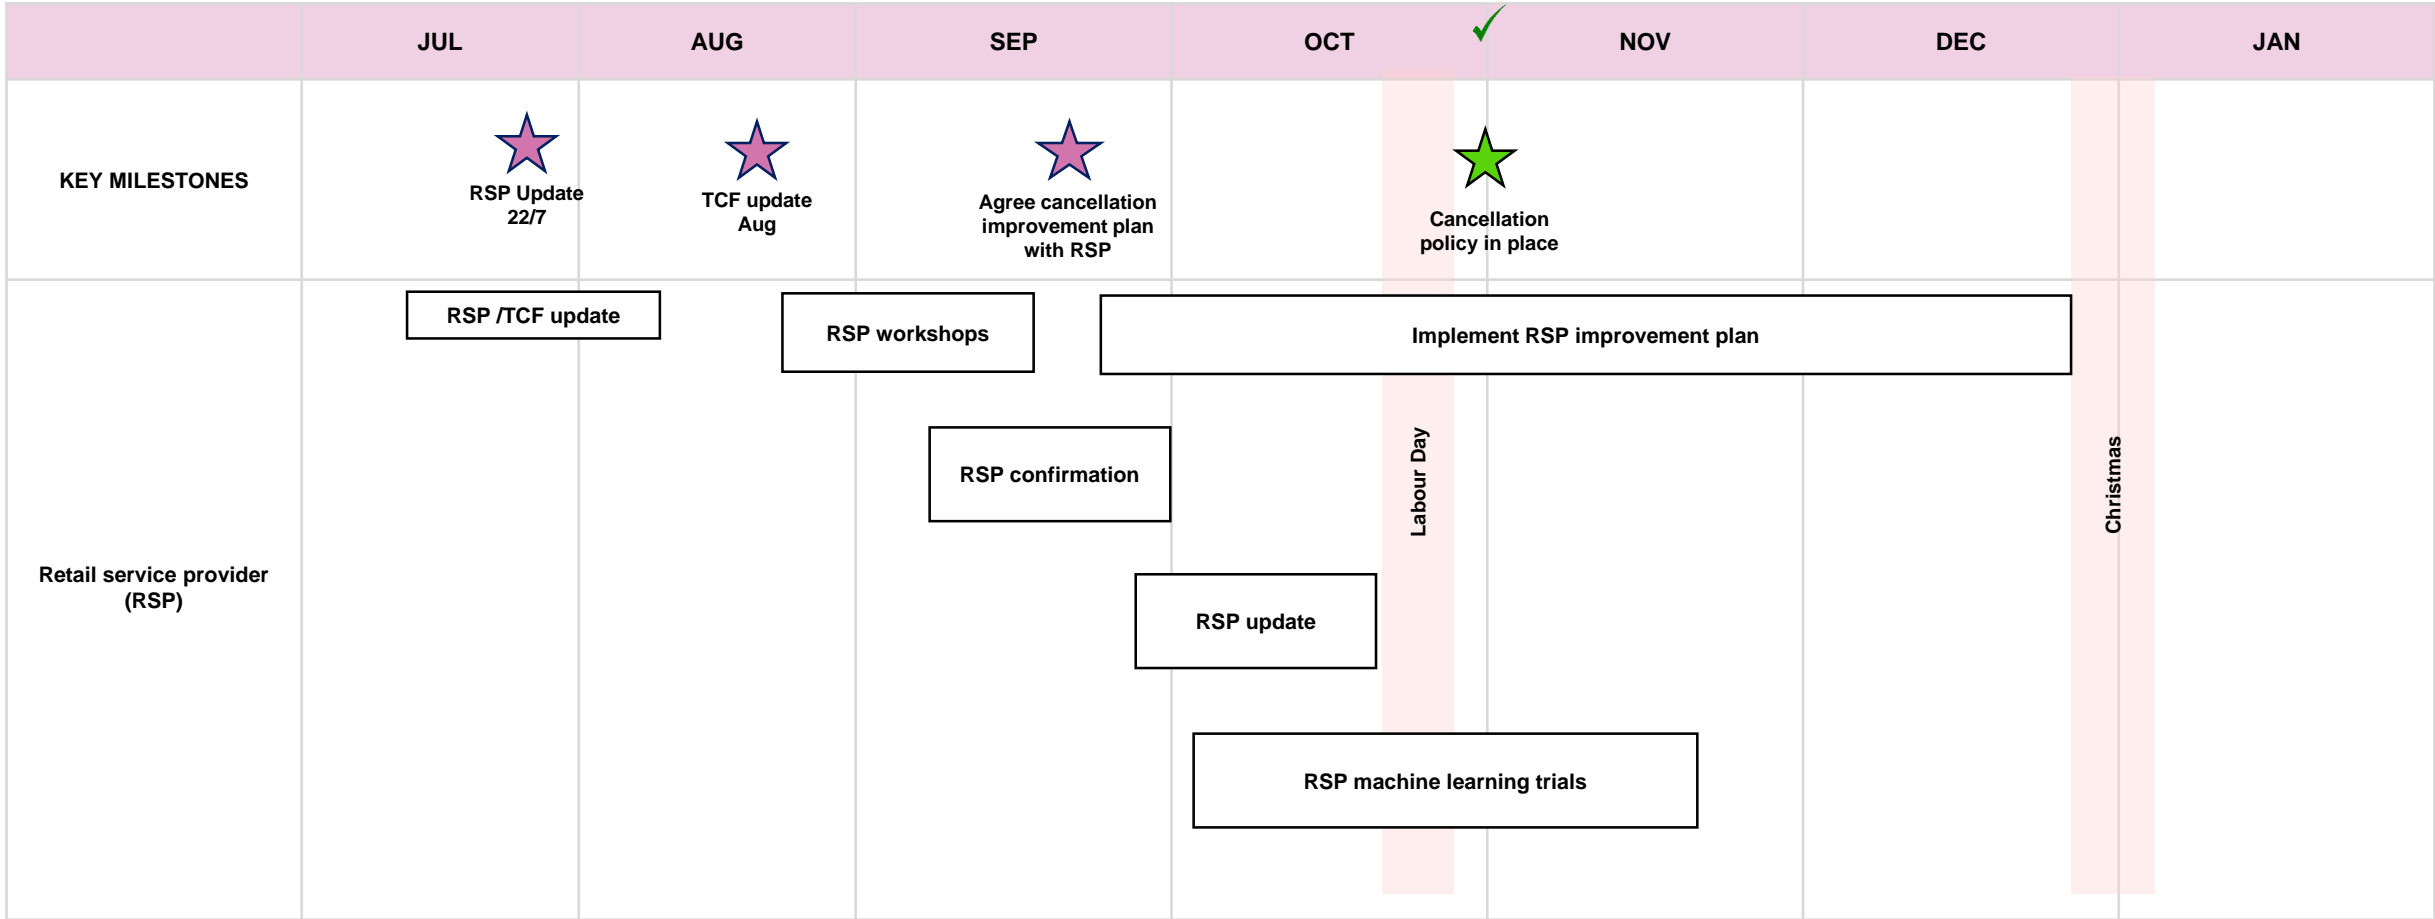 JUL
AUG
SEP
OCT
NOV
DEC
JAN
KEY MILESTONES
RSP Update
22/7
TCF update
Aug
Agree cancellation
improvement plan
with RSP
Cancellation
policy in place
Retail service provider
(RSP)
RSP /TCF update
RSP workshops
Implement RSP improvement plan
RSP confirmation
Labour Day
Christmas
RSP update
RSP machine learning trials